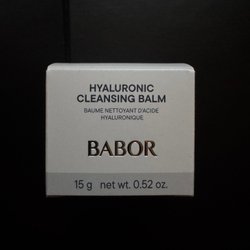 HYALURONIC
CLEANSING BALM
BAUME NETTOYANT D'ACIDE
HYALURONIQUE
BABOR
15 g net wt. 0.52 oz.